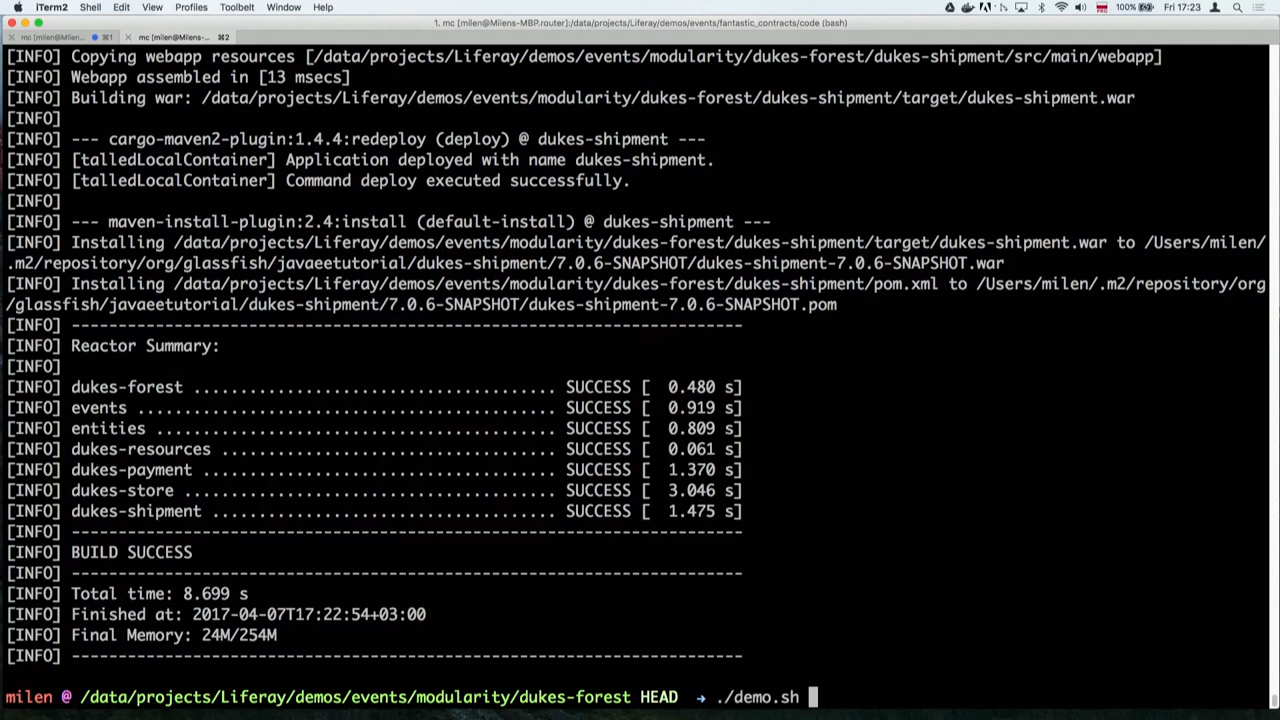 iTerm2 Shell Edit View Profiles Toolbelt Window Help 100% Fri 17:23
1. mc [milen@Milens-MBP.router]:/data/projects/Liferay/demos/events/fantastic_contracts/code (bash)
mc [milen@Milen... ⌘1 mc [milen@Milens-... ⌘2
[INFO] Copying webapp resources [/data/projects/Liferay/demos/events/modularity/dukes-forest/dukes-shipment/src/main/webapp]
[INFO] Webapp assembled in [13 msecs]
[INFO] Building war: /data/projects/Liferay/demos/events/modularity/dukes-forest/dukes-shipment/target/dukes-shipment.war
[INFO]
[INFO] --- cargo-maven2-plugin:1.4.4:redeploy (deploy) @ dukes-shipment ---
[INFO] [talledLocalContainer] Application deployed with name dukes-shipment.
[INFO] [talledLocalContainer] Command deploy executed successfully.
[INFO]
[INFO] --- maven-install-plugin:2.4:install (default-install) @ dukes-shipment ---
[INFO] Installing /data/projects/Liferay/demos/events/modularity/dukes-forest/dukes-shipment/target/dukes-shipment.war to /Users/milen/
.m2/repository/org/glassfish/javaeetutorial/dukes-shipment/7.0.6-SNAPSHOT/dukes-shipment-7.0.6-SNAPSHOT.war
[INFO] Installing /data/projects/Liferay/demos/events/modularity/dukes-forest/dukes-shipment/pom.xml to /Users/milen/.m2/repository/org
/glassfish/javaeetutorial/dukes-shipment/7.0.6-SNAPSHOT/dukes-shipment-7.0.6-SNAPSHOT.pom
[INFO] ------------------------------------------------------------------------
[INFO] Reactor Summary:
[INFO]
[INFO] dukes-forest ....................................... SUCCESS [  0.480 s]
[INFO] events ............................................. SUCCESS [  0.919 s]
[INFO] entities ........................................... SUCCESS [  0.809 s]
[INFO] dukes-resources .................................... SUCCESS [  0.061 s]
[INFO] dukes-payment ...................................... SUCCESS [  1.370 s]
[INFO] dukes-store ........................................ SUCCESS [  3.046 s]
[INFO] dukes-shipment ..................................... SUCCESS [  1.475 s]
[INFO] ------------------------------------------------------------------------
[INFO] BUILD SUCCESS
[INFO] ------------------------------------------------------------------------
[INFO] Total time: 8.699 s
[INFO] Finished at: 2017-04-07T17:22:54+03:00
[INFO] Final Memory: 24M/254M
[INFO] ------------------------------------------------------------------------
milen @ /data/projects/Liferay/demos/events/modularity/dukes-forest HEAD → ./demo.sh